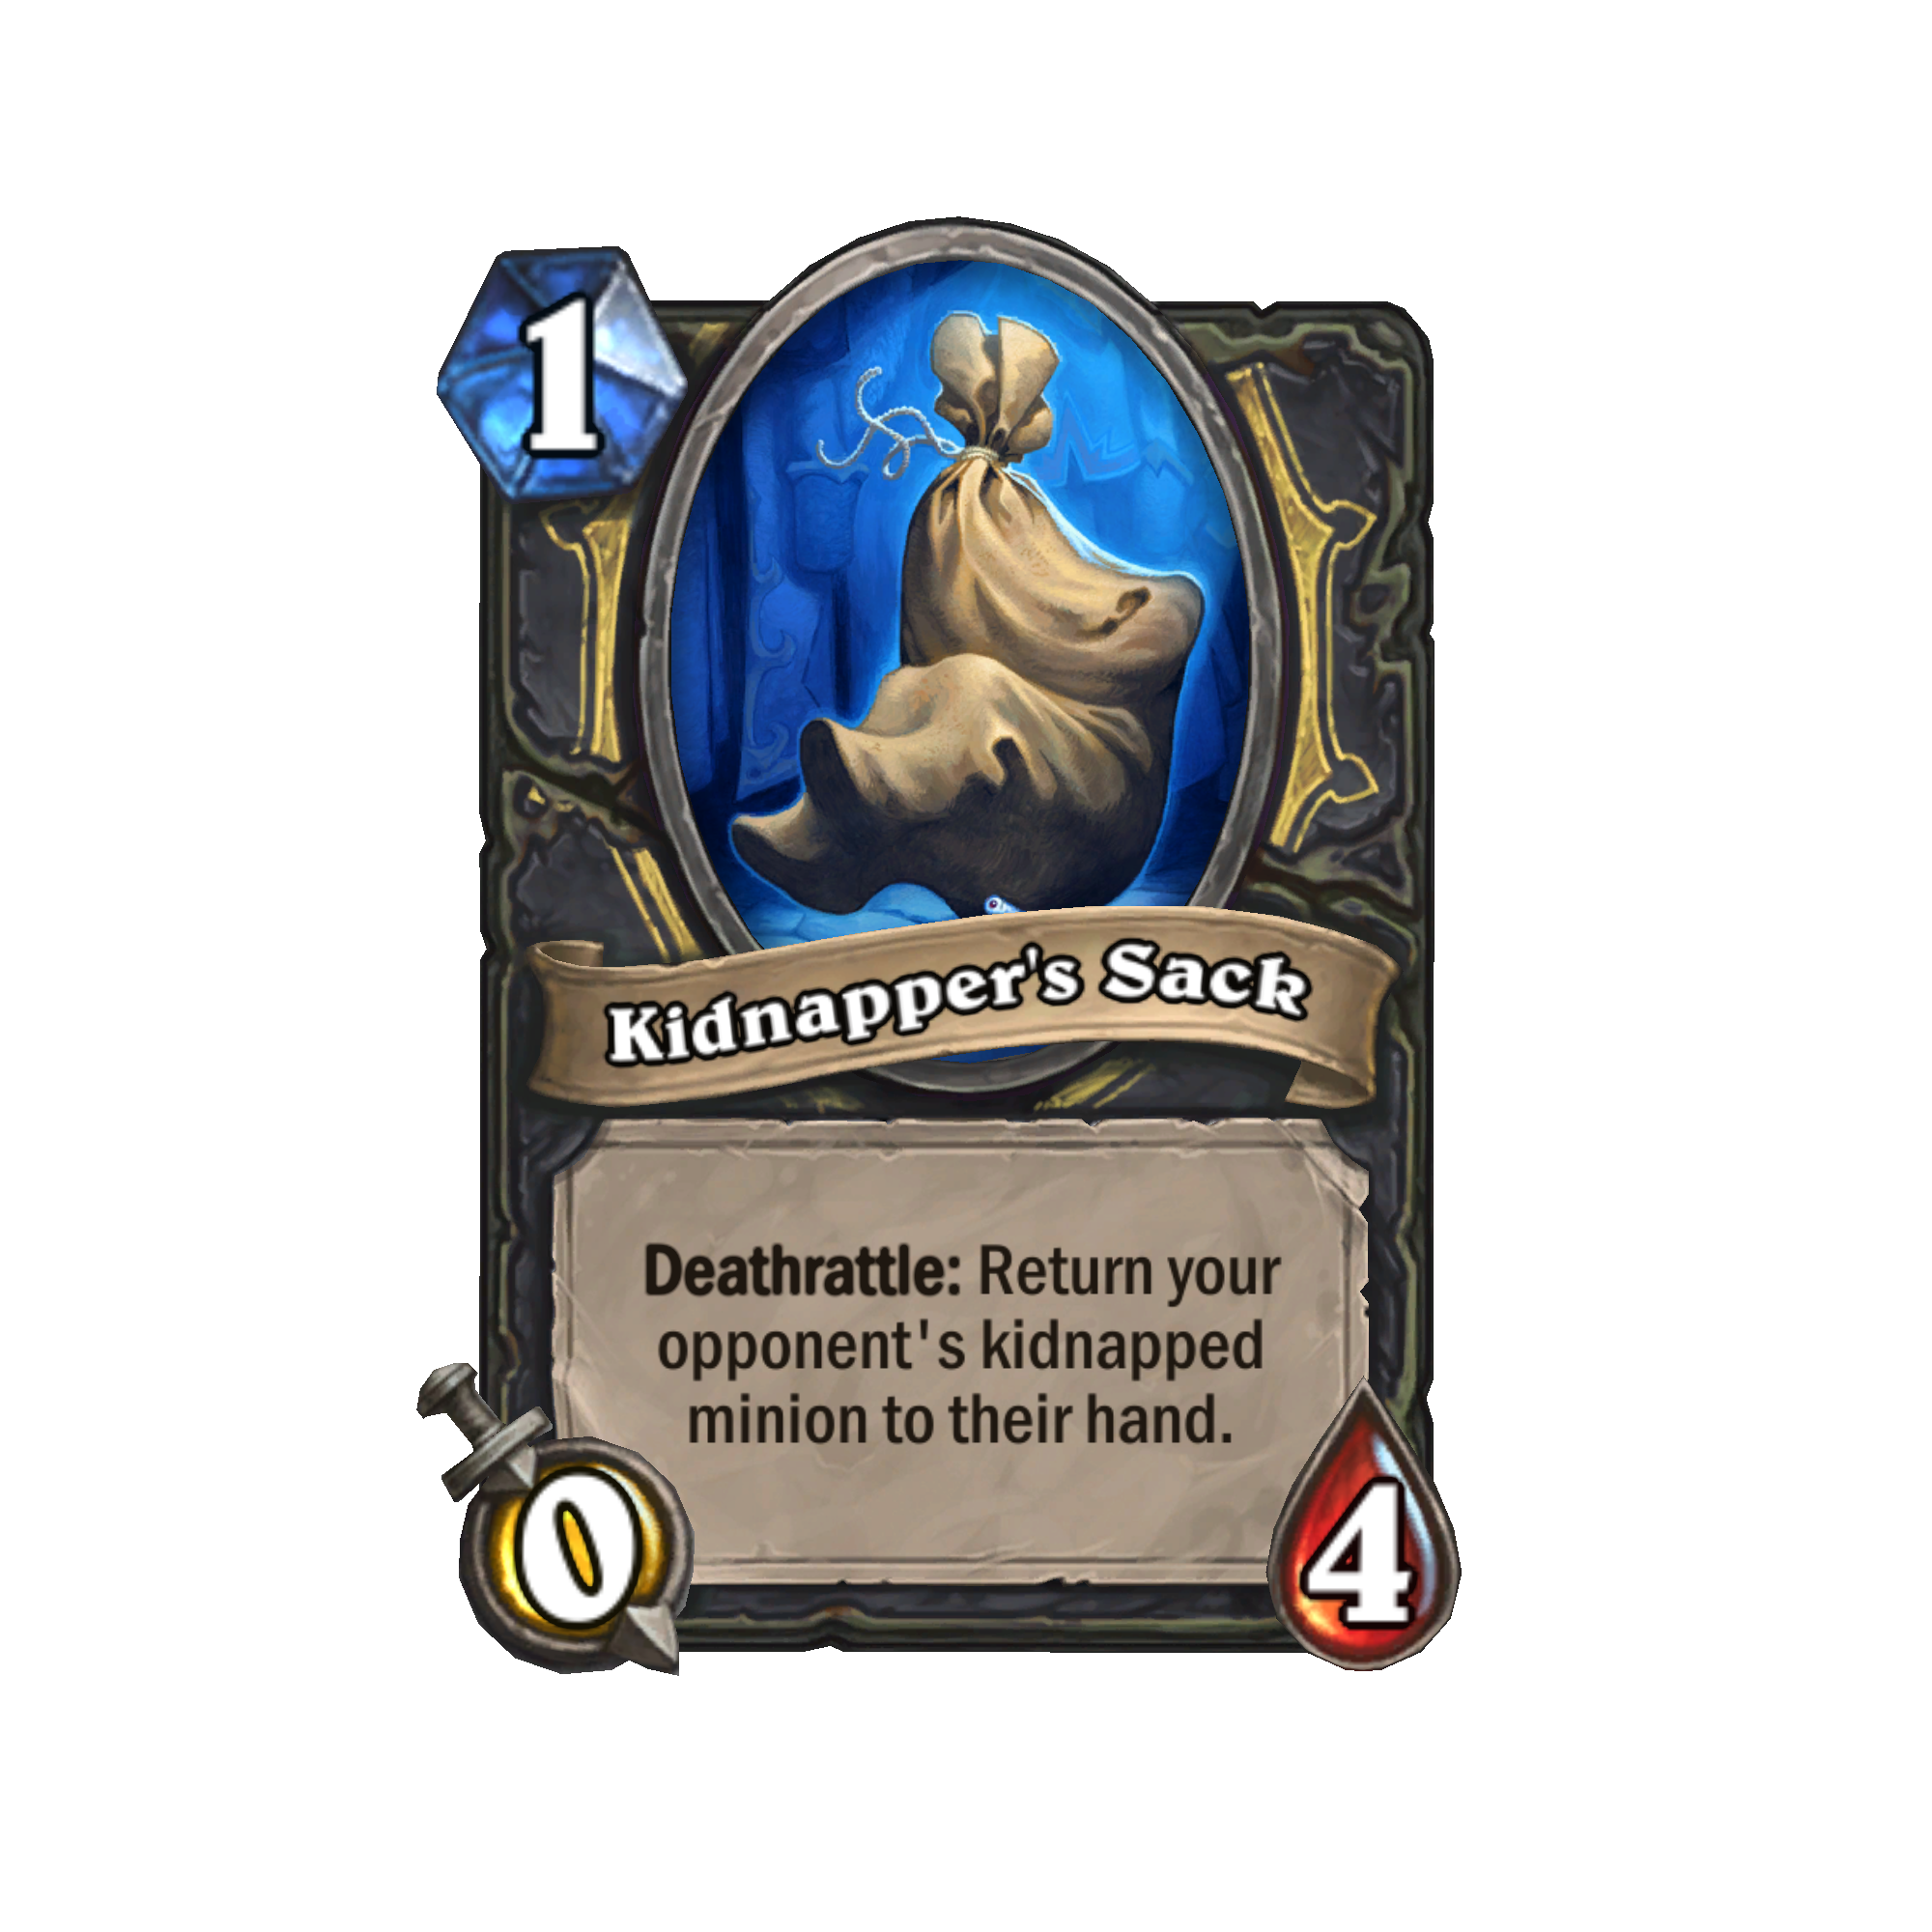 1
Kidnapper's Sack
Deathrattle: Return your
opponent's kidnapped
minion to their hand.
0
4